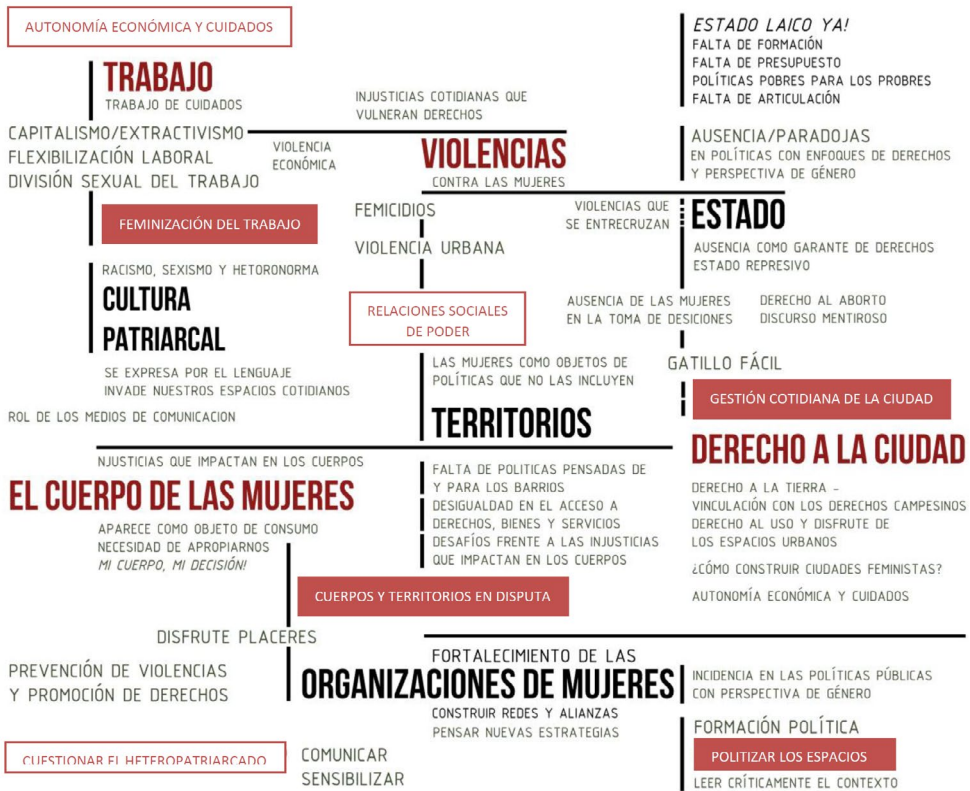 AUTONOMÍA ECONÓMICA Y CUIDADOS
TRABAJO
TRABAJO DE CUIDADOS
CAPITALISMO/EXTRACTIVISMO
FLEXIBILIZACIÓN LABORAL
DIVISIÓN SEXUAL DEL TRABAJO
FEMINIZACIÓN DEL TRABAJO
RACISMO, SEXISMO Y HETORONORMA
CULTURA
PATRIARCAL
SE EXPRESA POR EL LENGUAJE
INVADE NUESTROS ESPACIOS COTIDIANOS
ROL DE LOS MEDIOS DE COMUNICACION
INJUSTICIAS COTIDIANAS QUE
VULNERAN DERECHOS
VIOLENCIA
ECONÓMICA
VIOLENCIAS
CONTRA LAS MUJERES
FEMICIDIOS
VIOLENCIA URBANA
VIOLENCIAS QUE
SE ENTRECRUZAN
RELACIONES SOCIALES
DE PODER
ESTADO LAICO YA!
FALTA DE FORMACIÓN
FALTA DE PRESUPUESTO
POLÍTICAS POBRES PARA LOS PROBRES
FALTA DE ARTICULACIÓN
AUSENCIA/PARADOJAS
EN POLÍTICAS CON ENFOQUES DE DERECHOS
Y PERSPECTIVA DE GÉNERO
ESTADO
AUSENCIA COMO GARANTE DE DERECHOS
ESTADO REPRESIVO
AUSENCIA DE LAS MUJERES
EN LA TOMA DE DESICIONES
DERECHO AL ABORTO
DISCURSO MENTIROSO
GATILLO FÁCIL
LAS MUJERES COMO OBJETOS DE
POLÍTICAS QUE NO LAS INCLUYEN
TERRITORIOS
FALTA DE POLITICAS PENSADAS DE
Y PARA LOS BARRIOS
DESIGUALDAD EN EL ACCESO A
DERECHOS, BIENES Y SERVICIOS
DESAFÍOS FRENTE A LAS INJUSTICIAS
QUE IMPACTAN EN LOS CUERPOS
GESTIÓN COTIDIANA DE LA CIUDAD
DERECHO A LA CIUDAD
DERECHO A LA TIERRA –
VINCULACIÓN CON LOS DERECHOS CAMPESINOS
DERECHO AL USO Y DISFRUTE DE
LOS ESPACIOS URBANOS
¿CÓMO CONSTRUIR CIUDADES FEMINISTAS?
AUTONOMÍA ECONÓMICA Y CUIDADOS
NJUSTICIAS QUE IMPACTAN EN LOS CUERPOS
EL CUERPO DE LAS MUJERES
APARECE COMO OBJETO DE CONSUMO
NECESIDAD DE APROPIARNOS
MI CUERPO, MI DECISIÓN!
CUERPOS Y TERRITORIOS EN DISPUTA
DISFRUTE PLACERES
PREVENCIÓN DE VIOLENCIAS
Y PROMOCIÓN DE DERECHOS
FORTALECIMIENTO DE LAS
ORGANIZACIONES DE MUJERES
CONSTRUIR REDES Y ALIANZAS
PENSAR NUEVAS ESTRATEGIAS
INCIDENCIA EN LAS POLÍTICAS PÚBLICAS
CON PERSPECTIVA DE GÉNERO
FORMACIÓN POLÍTICA
POLITIZAR LOS ESPACIOS
LEER CRÍTICAMENTE EL CONTEXTO
CUESTIONAR EL HETEROPATRIARCADO
COMUNICAR
SENSIBILIZAR